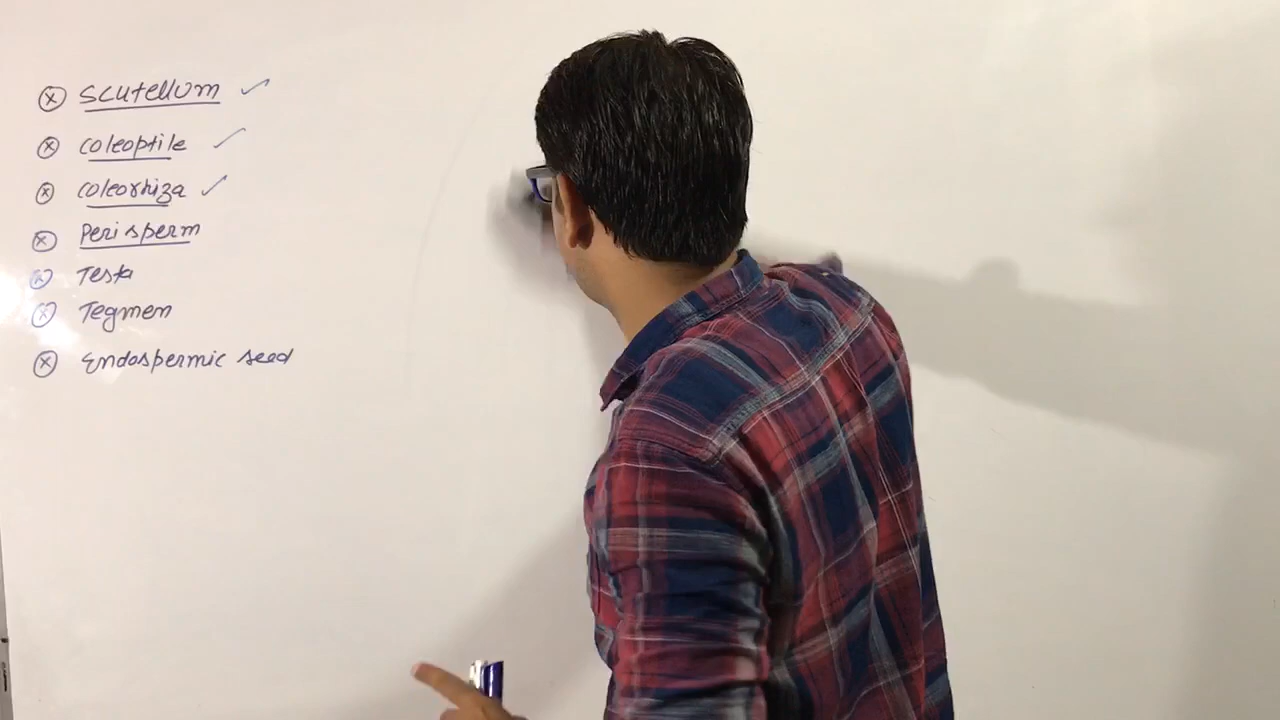 ⓧ Scutellum ✓
ⓧ Coleoptile ✓
ⓧ Coleorhiza ✓
ⓧ Perisperm
ⓧ Testa
ⓧ Tegmen
ⓧ Endospermic seed